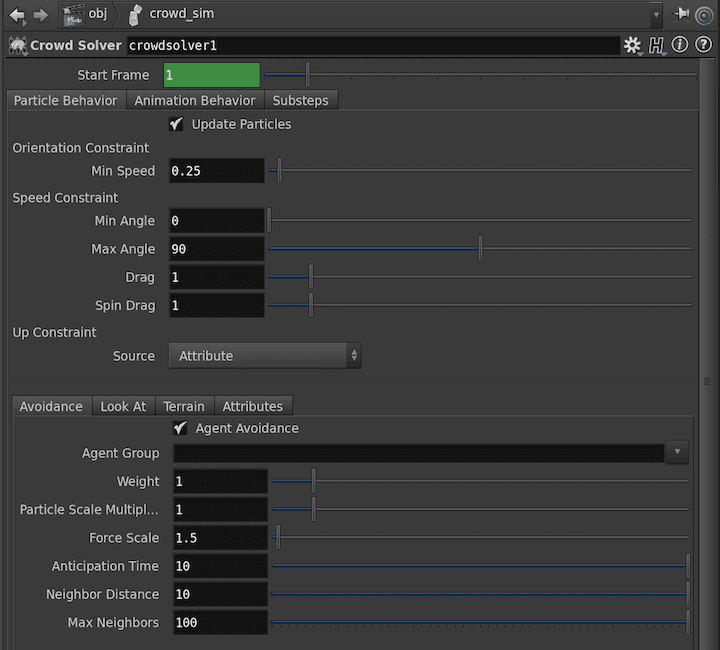 obj crowd_sim
Crowd Solver crowdsolver1
Start Frame 1
Particle Behavior Animation Behavior Substeps
Update Particles
Orientation Constraint
Min Speed 0.25
Speed Constraint
Min Angle 0
Max Angle 90
Drag 1
Spin Drag 1
Up Constraint
Source Attribute
Avoidance Look At Terrain Attributes
Agent Avoidance
Agent Group
Weight 1
Particle Scale Multipl... 1
Force Scale 1.5
Anticipation Time 10
Neighbor Distance 10
Max Neighbors 100